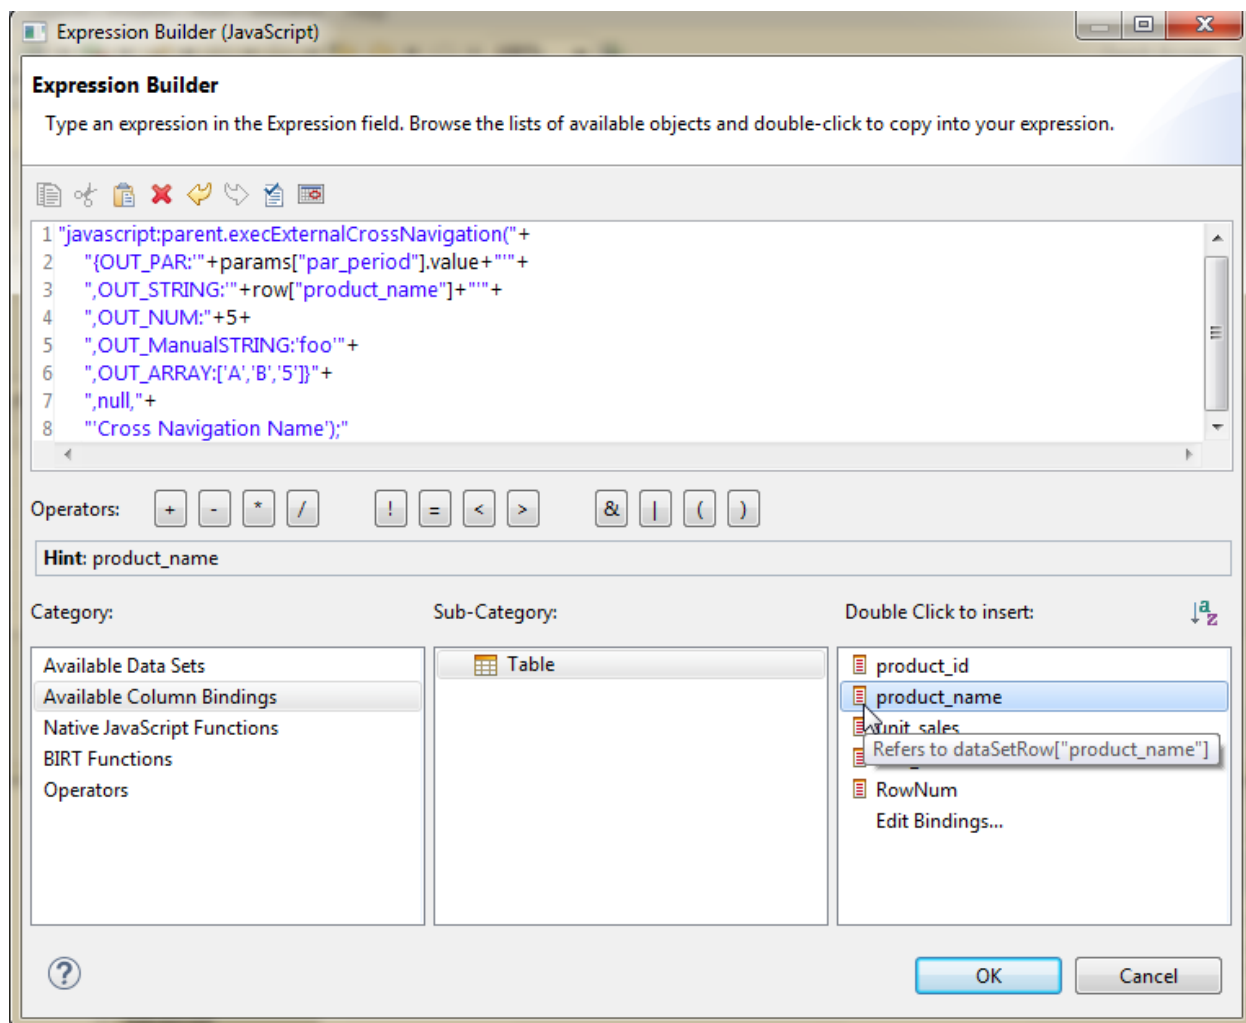 Expression Builder (JavaScript)
Expression Builder
Type an expression in the Expression field. Browse the lists of available objects and double-click to copy into your expression.
1 "javascript:parent.execExternalCrossNavigation("+
2 "{OUT_PAR:'"+params["par_period"].value+"'"+
3 ",OUT_STRING:'"+row["product_name"]+"'"+
4 ",OUT_NUM:"+5+
5 ",OUT_ManualSTRING:'foo'"+
6 ",OUT_ARRAY:['A','B','5']}"+
7 ",null,"+
8 "'Cross Navigation Name');"
Operators: + - * / ! = < > & | ( )
Hint: product_name
Category: Sub-Category: Double Click to insert:
Available Data Sets Table product_id
Available Column Bindings product_name
Native JavaScript Functions unit_sales
Refers to dataSetRow["product_name"]
BIRT Functions
Operators RowNum
Edit Bindings...
OK Cancel